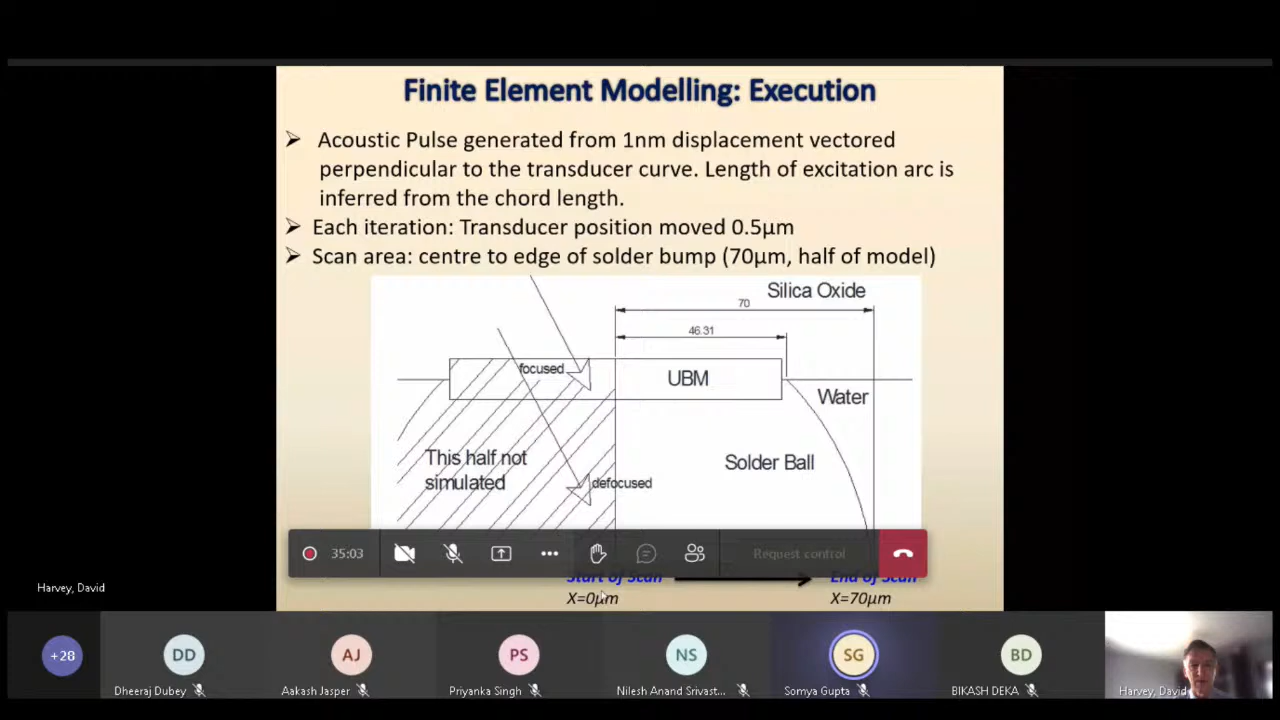 Finite Element Modelling: Execution
Acoustic Pulse generated from 1nm displacement vectored
perpendicular to the transducer curve. Length of excitation arc is
inferred from the chord length.
Each iteration: Transducer position moved 0.5µm
Scan area: centre to edge of solder bump (70µm, half of model)
Silica Oxide
70
46.31
focused
UBM
Water
This half not
simulated
Solder Ball
defocused
35:03
Request control
Start of Scan
End of Scan
X=0µm
X=70µm
Harvey, David
+28
DD
AJ
PS
NS
SG
BD
Dheeraj Dubey
Aakash Jasper
Priyanka Singh
Nilesh Anand Srivast...
Somya Gupta
BIKASH DEKA
Harvey, David